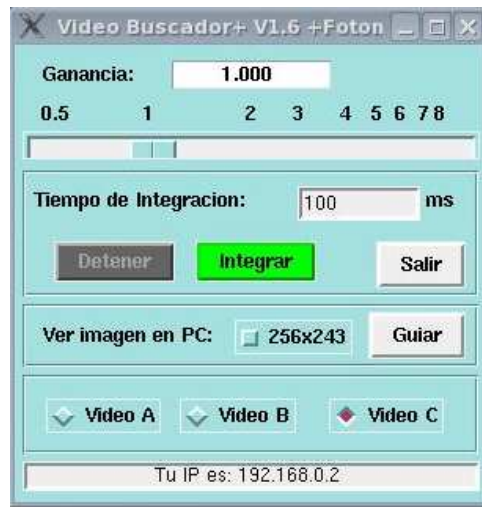 Video Buscador+ V1.6 +Foton
Ganancia: 1.000
0.5 1 2 3 4 5 6 7 8
Tiempo de Integracion: 100 ms
Detener Integrar Salir
Ver imagen en PC: 256x243 Guiar
Video A Video B Video C
Tu IP es: 192.168.0.2